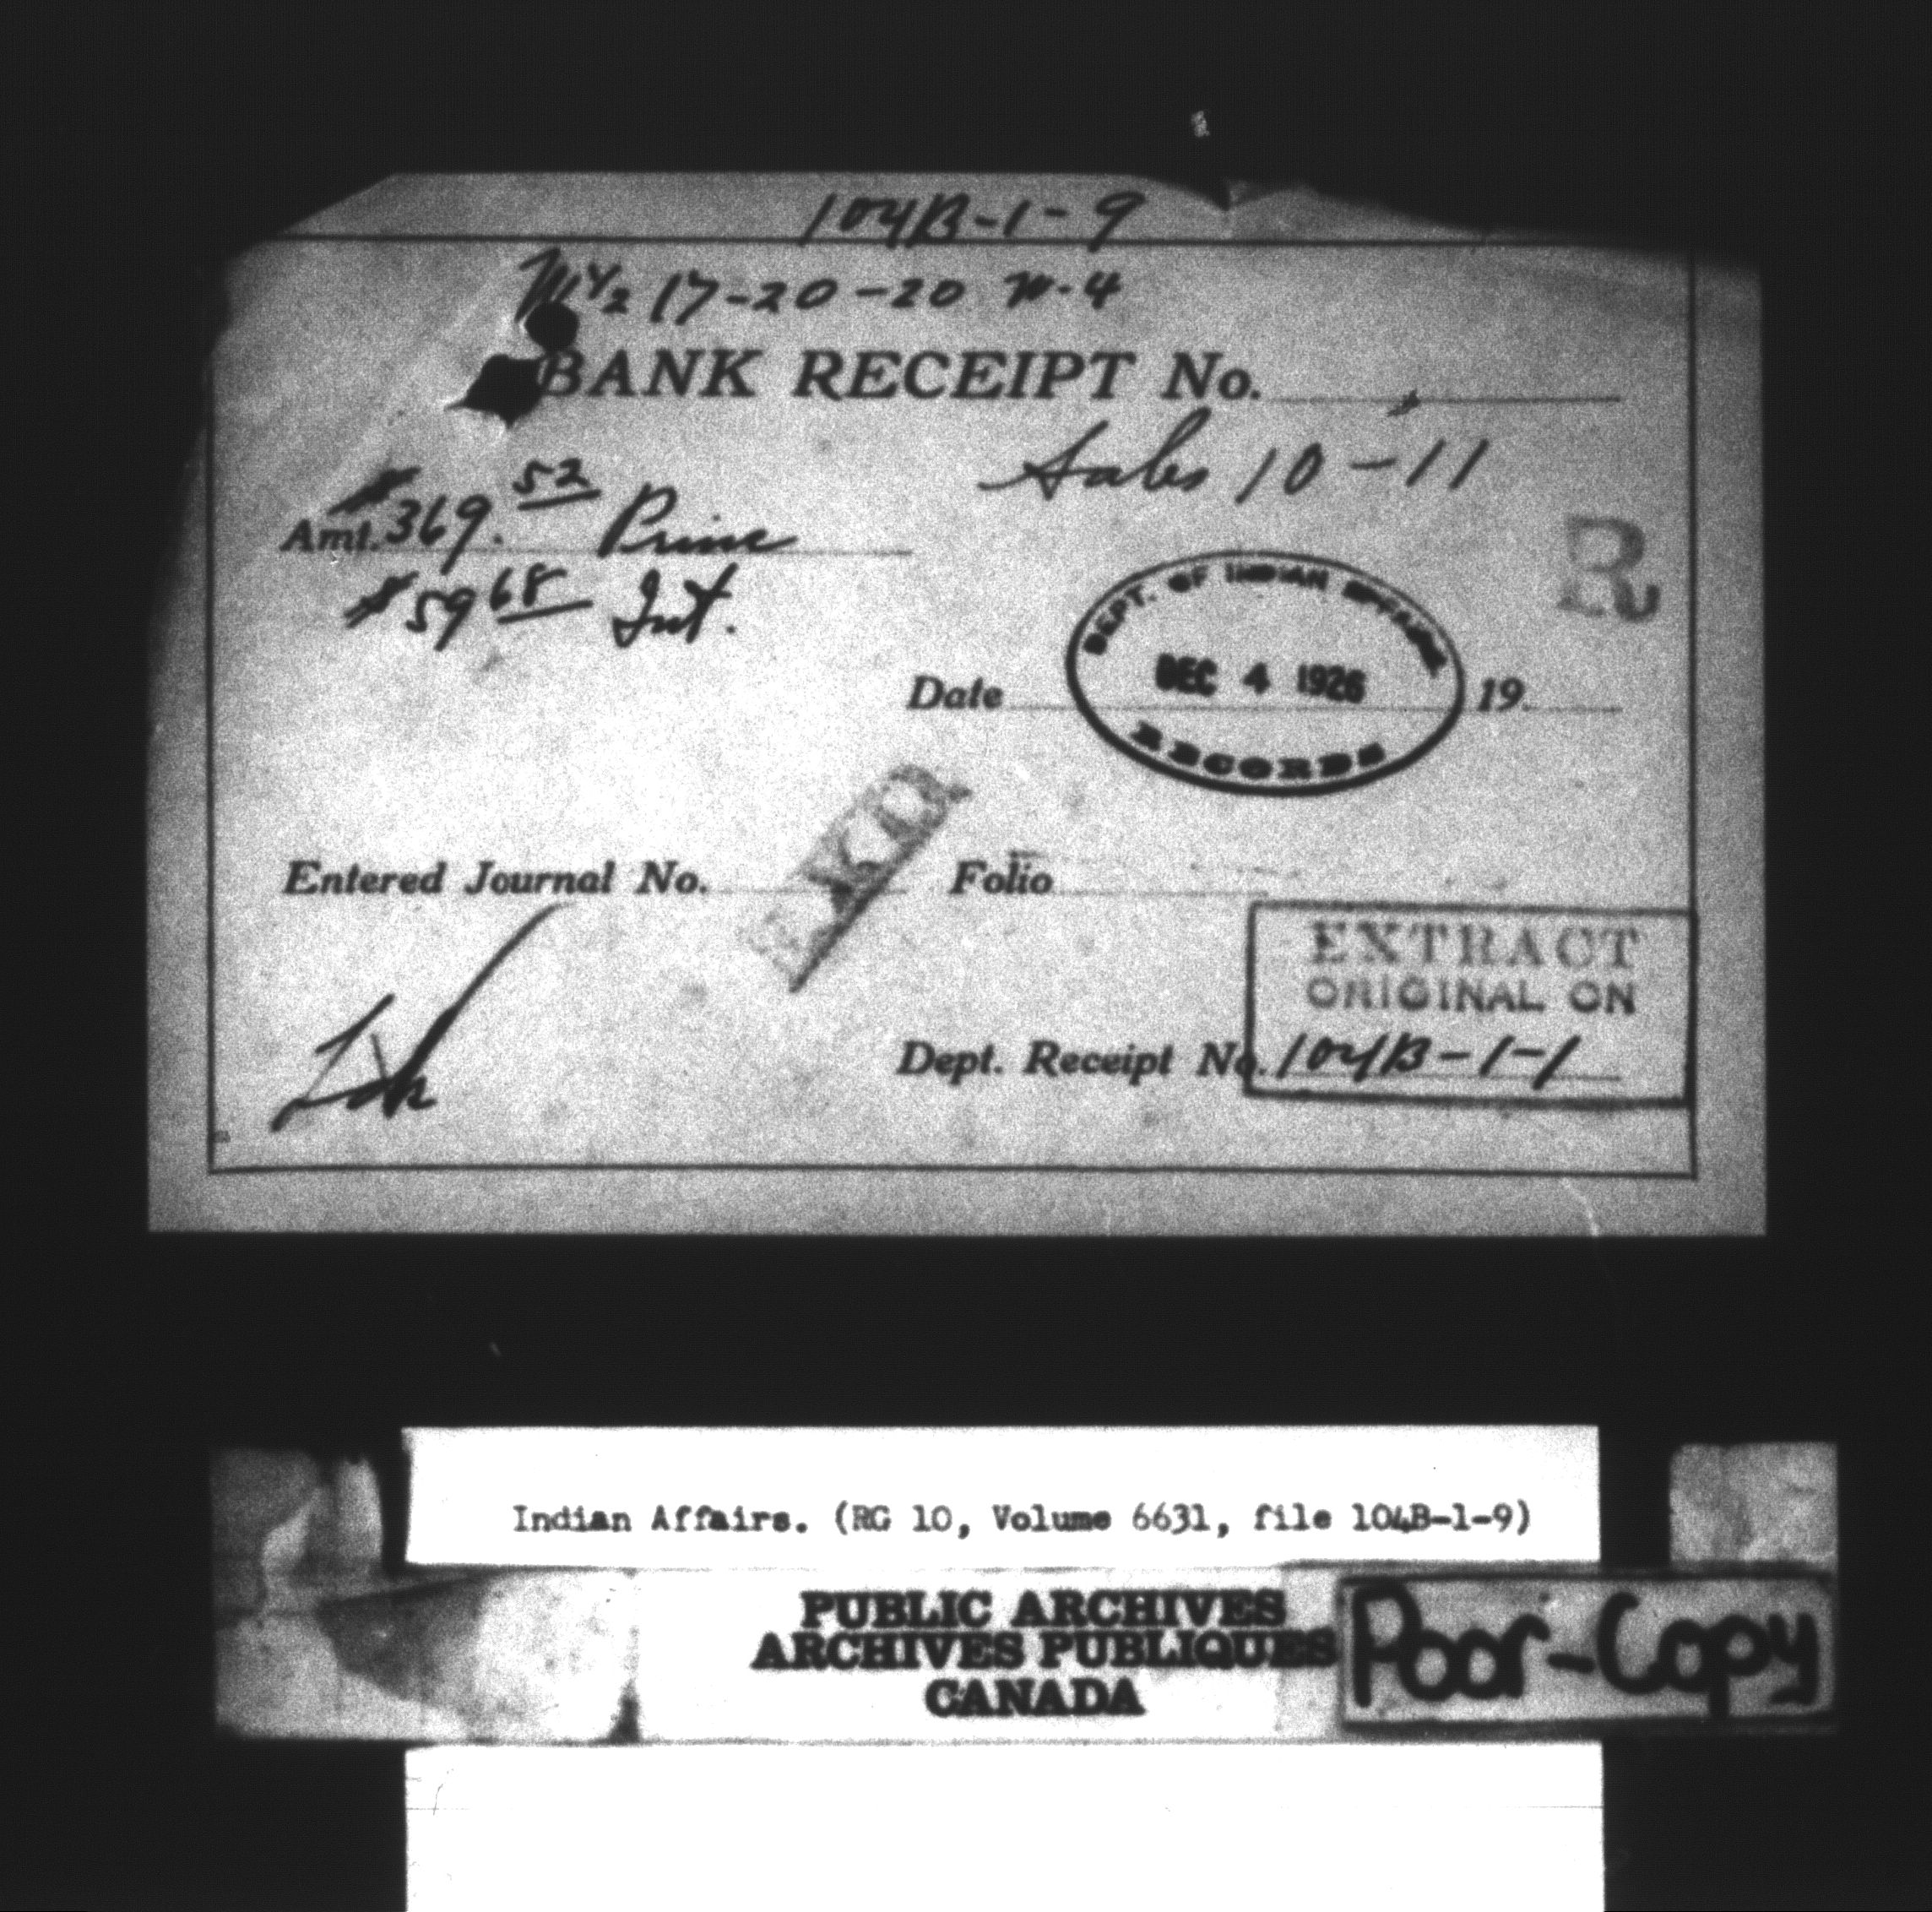 104B-1-9
½ 17-20-20 W-4
BANK RECEIPT No.
Sales 10-11
Amt. $369.52 Princ
$59 68 Int.
R
DEPT. OF INDIAN AFFAIRS
Date DEC 4 1926 19
RECORDS
Entered Journal No. Folio
EXTRACT
ORIGINAL ON
Dept. Receipt No. 104B-1-1
Indian Affairs. (RG 10, Volume 6631, file 104B-1-9)
PUBLIC ARCHIVES
ARCHIVES PUBLIQUES
CANADA
Poor-Copy